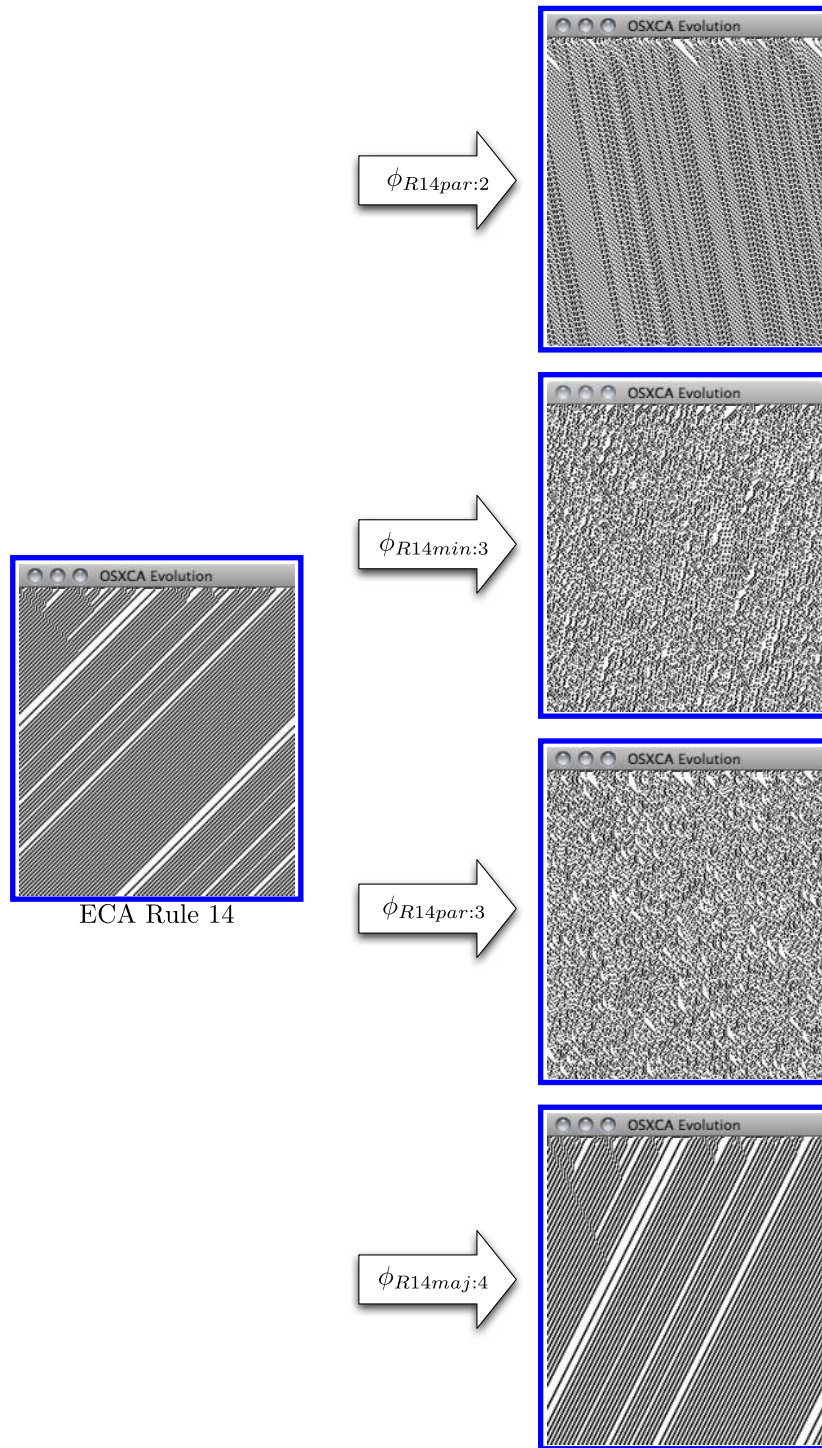 OSXCA Evolution
ϕR14par:2
OSXCA Evolution
ϕR14min:3
OSXCA Evolution
ECA Rule 14
OSXCA Evolution
ϕR14par:3
OSXCA Evolution
ϕR14maj:4